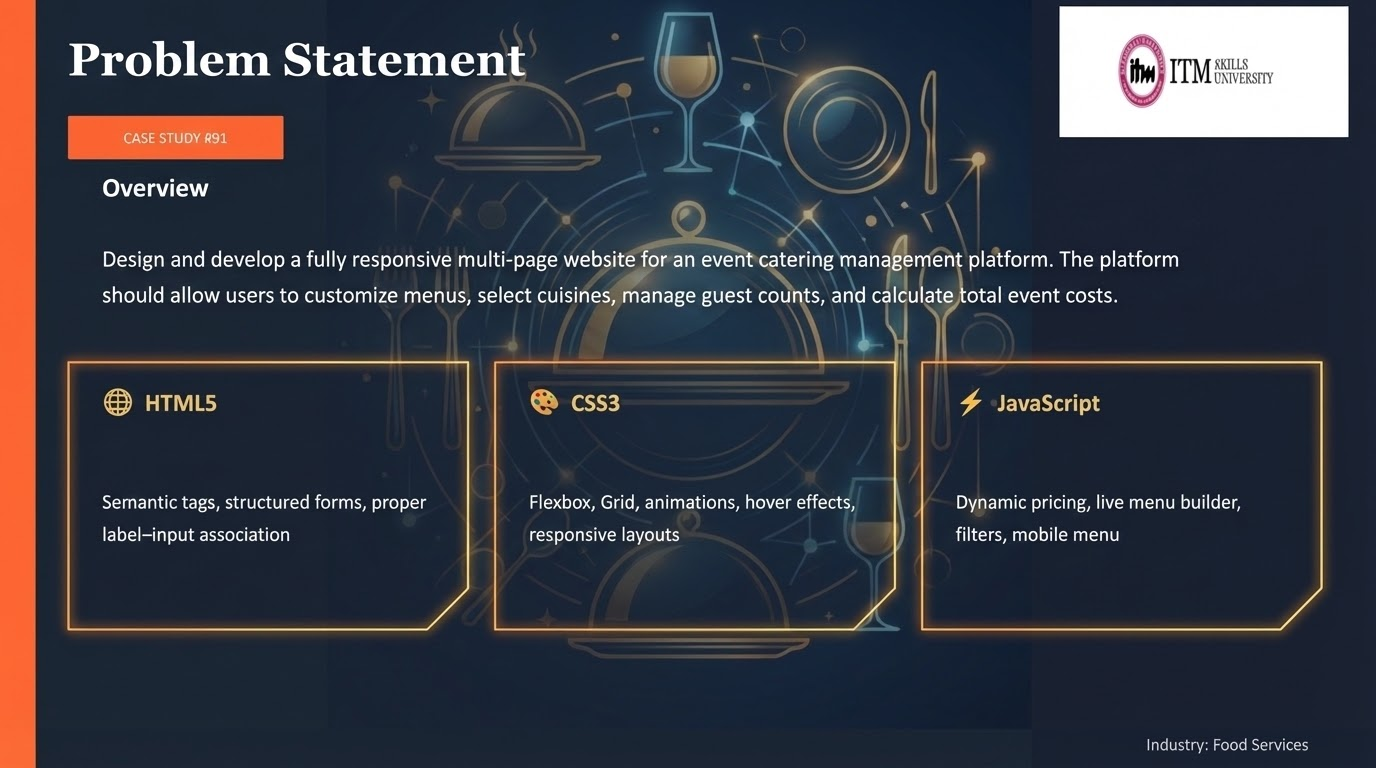 Problem Statement
itm ITM SKILLS
UNIVERSITY
CASE STUDY #91
Overview
Design and develop a fully responsive multi-page website for an event catering management platform. The platform
should allow users to customize menus, select cuisines, manage guest counts, and calculate total event costs.
HTML5
Semantic tags, structured forms, proper
label–input association
CSS3
Flexbox, Grid, animations, hover effects,
responsive layouts
JavaScript
Dynamic pricing, live menu builder,
filters, mobile menu
Industry: Food Services